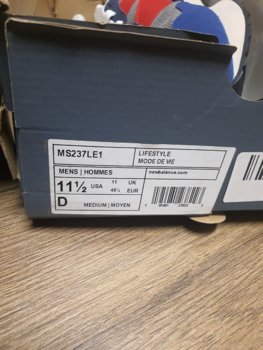 MS237LE1
LIFESTYLE
MODE DE VIE
MENS | HOMMES
newbalance.com
11½ USA 11 UK
45½ EUR
D MEDIUM | MOYEN